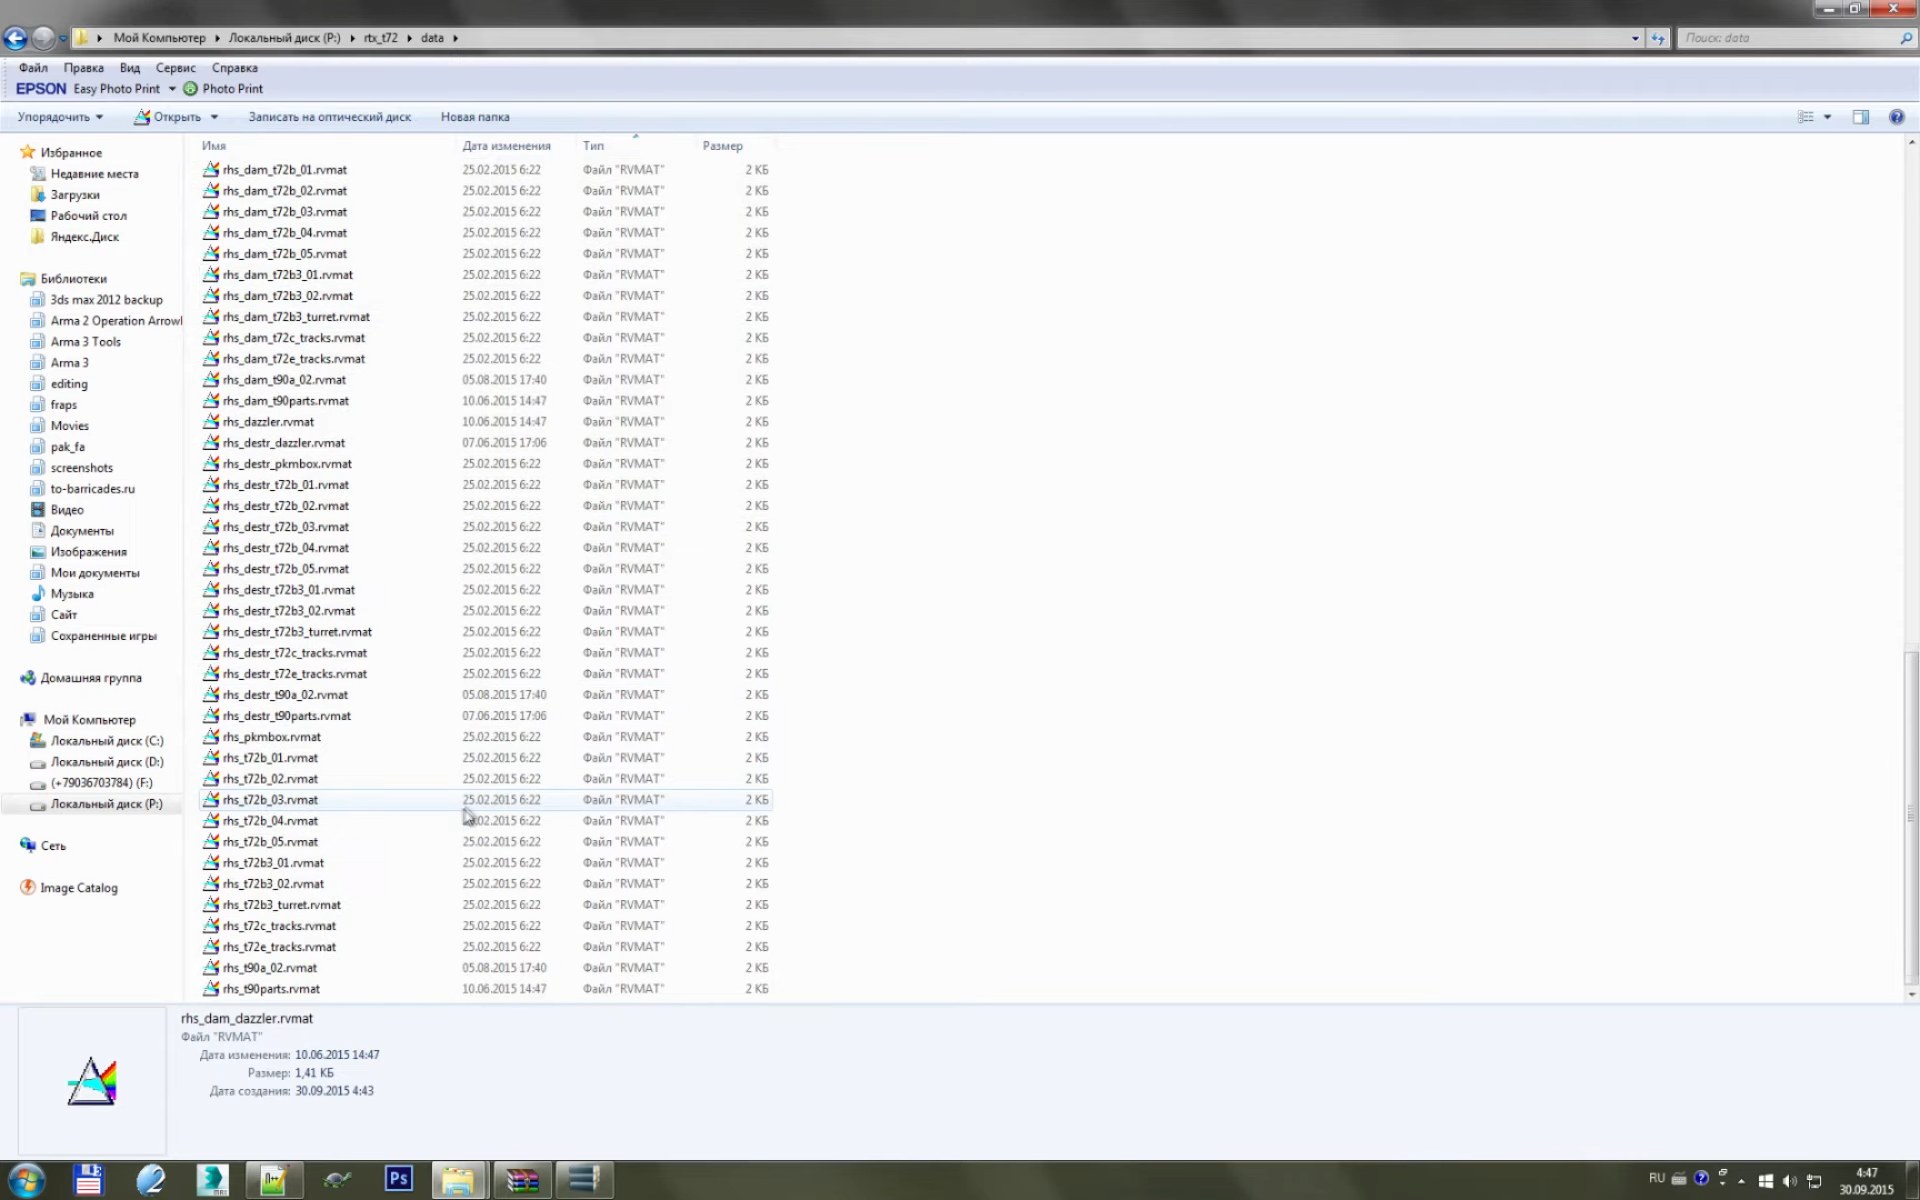 Мой Компьютер ▸ Локальный диск (P:) ▸ rtx_t72 ▸ data ▸
Поиск: data
Файл Правка Вид Сервис Справка
EPSON Easy Photo Print Photo Print
Упорядочить Открыть Записать на оптический диск Новая папка
Избранное
Недавние места
Загрузки
Рабочий стол
Яндекс.Диск
Библиотеки
3ds max 2012 backup
Arma 2 Operation Arrowl
Arma 3 Tools
Arma 3
editing
fraps
Movies
pak_fa
screenshots
to-barricades.ru
Видео
Документы
Изображения
Мои документы
Музыка
Сайт
Сохраненные игры
Домашняя группа
Мой Компьютер
Локальный диск (C:)
Локальный диск (D:)
(+79036703784) (F:)
Локальный диск (P:)
Сеть
Image Catalog
Имя Дата изменения Тип Размер
rhs_dam_t72b_01.rvmat 25.02.2015 6:22 Файл "RVMAT" 2 КБ
rhs_dam_t72b_02.rvmat 25.02.2015 6:22 Файл "RVMAT" 2 КБ
rhs_dam_t72b_03.rvmat 25.02.2015 6:22 Файл "RVMAT" 2 КБ
rhs_dam_t72b_04.rvmat 25.02.2015 6:22 Файл "RVMAT" 2 КБ
rhs_dam_t72b_05.rvmat 25.02.2015 6:22 Файл "RVMAT" 2 КБ
rhs_dam_t72b3_01.rvmat 25.02.2015 6:22 Файл "RVMAT" 2 КБ
rhs_dam_t72b3_02.rvmat 25.02.2015 6:22 Файл "RVMAT" 2 КБ
rhs_dam_t72b3_turret.rvmat 25.02.2015 6:22 Файл "RVMAT" 2 КБ
rhs_dam_t72c_tracks.rvmat 25.02.2015 6:22 Файл "RVMAT" 2 КБ
rhs_dam_t72e_tracks.rvmat 25.02.2015 6:22 Файл "RVMAT" 2 КБ
rhs_dam_t90a_02.rvmat 05.08.2015 17:40 Файл "RVMAT" 2 КБ
rhs_dam_t90parts.rvmat 10.06.2015 14:47 Файл "RVMAT" 2 КБ
rhs_dazzler.rvmat 10.06.2015 14:47 Файл "RVMAT" 2 КБ
rhs_destr_dazzler.rvmat 07.06.2015 17:06 Файл "RVMAT" 2 КБ
rhs_destr_pkmbox.rvmat 25.02.2015 6:22 Файл "RVMAT" 2 КБ
rhs_destr_t72b_01.rvmat 25.02.2015 6:22 Файл "RVMAT" 2 КБ
rhs_destr_t72b_02.rvmat 25.02.2015 6:22 Файл "RVMAT" 2 КБ
rhs_destr_t72b_03.rvmat 25.02.2015 6:22 Файл "RVMAT" 2 КБ
rhs_destr_t72b_04.rvmat 25.02.2015 6:22 Файл "RVMAT" 2 КБ
rhs_destr_t72b_05.rvmat 25.02.2015 6:22 Файл "RVMAT" 2 КБ
rhs_destr_t72b3_01.rvmat 25.02.2015 6:22 Файл "RVMAT" 2 КБ
rhs_destr_t72b3_02.rvmat 25.02.2015 6:22 Файл "RVMAT" 2 КБ
rhs_destr_t72b3_turret.rvmat 25.02.2015 6:22 Файл "RVMAT" 2 КБ
rhs_destr_t72c_tracks.rvmat 25.02.2015 6:22 Файл "RVMAT" 2 КБ
rhs_destr_t72e_tracks.rvmat 25.02.2015 6:22 Файл "RVMAT" 2 КБ
rhs_destr_t90a_02.rvmat 05.08.2015 17:40 Файл "RVMAT" 2 КБ
rhs_destr_t90parts.rvmat 07.06.2015 17:06 Файл "RVMAT" 2 КБ
rhs_pkmbox.rvmat 25.02.2015 6:22 Файл "RVMAT" 2 КБ
rhs_t72b_01.rvmat 25.02.2015 6:22 Файл "RVMAT" 2 КБ
rhs_t72b_02.rvmat 25.02.2015 6:22 Файл "RVMAT" 2 КБ
rhs_t72b_03.rvmat 25.02.2015 6:22 Файл "RVMAT" 2 КБ
rhs_t72b_04.rvmat .02.2015 6:22 Файл "RVMAT" 2 КБ
rhs_t72b_05.rvmat 25.02.2015 6:22 Файл "RVMAT" 2 КБ
rhs_t72b3_01.rvmat 25.02.2015 6:22 Файл "RVMAT" 2 КБ
rhs_t72b3_02.rvmat 25.02.2015 6:22 Файл "RVMAT" 2 КБ
rhs_t72b3_turret.rvmat 25.02.2015 6:22 Файл "RVMAT" 2 КБ
rhs_t72c_tracks.rvmat 25.02.2015 6:22 Файл "RVMAT" 2 КБ
rhs_t72e_tracks.rvmat 25.02.2015 6:22 Файл "RVMAT" 2 КБ
rhs_t90a_02.rvmat 05.08.2015 17:40 Файл "RVMAT" 2 КБ
rhs_t90parts.rvmat 10.06.2015 14:47 Файл "RVMAT" 2 КБ
rhs_dam_dazzler.rvmat
Файл "RVMAT"
Дата изменения: 10.06.2015 14:47
Размер: 1,41 КБ
Дата создания: 30.09.2015 4:43
Ps
RU
4:47
30.09.2015